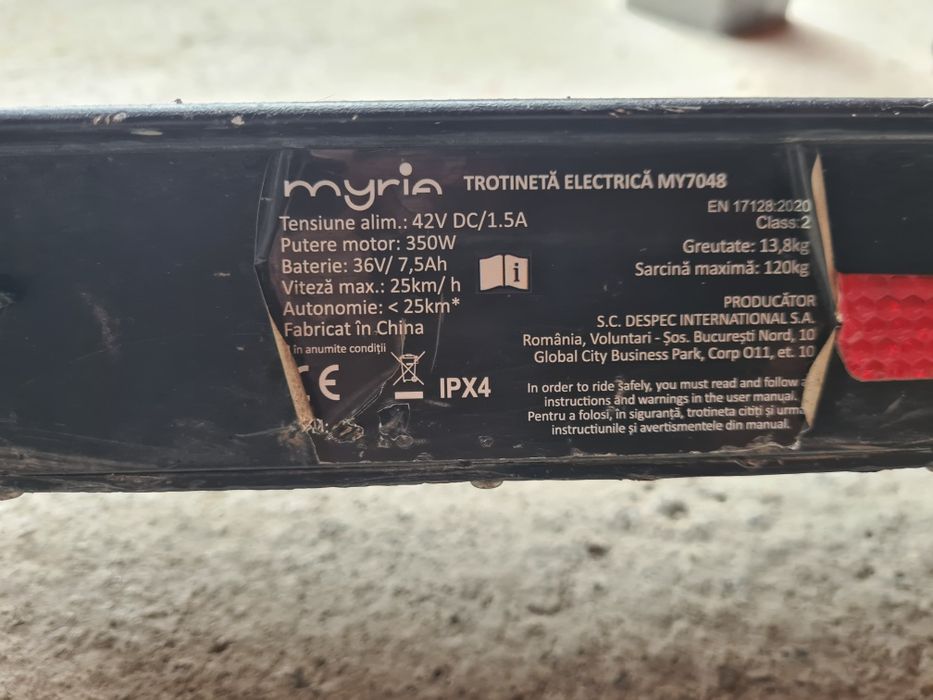 myria TROTINETĂ ELECTRICĂ MY7048
Tensiune alim.: 42V DC/1.5A
Putere motor: 350W
Baterie: 36V/ 7,5Ah
Viteză max.: 25km/ h
Autonomie: < 25km*
Fabricat în China
în anumite condiții
CE
IPX4
EN 17128:2020
Class:2
Greutate: 13,8kg
Sarcină maximă: 120kg
PRODUCĂTOR
S.C. DESPEC INTERNATIONAL S.A.
România, Voluntari - Șos. București Nord, 10
Global City Business Park, Corp O11, et. 10
In order to ride safely, you must read and follow
instructions and warnings in the user manual.
Pentru a folosi, în siguranță, trotineta citiți și
instrucțiunile și avertismentele din manual.